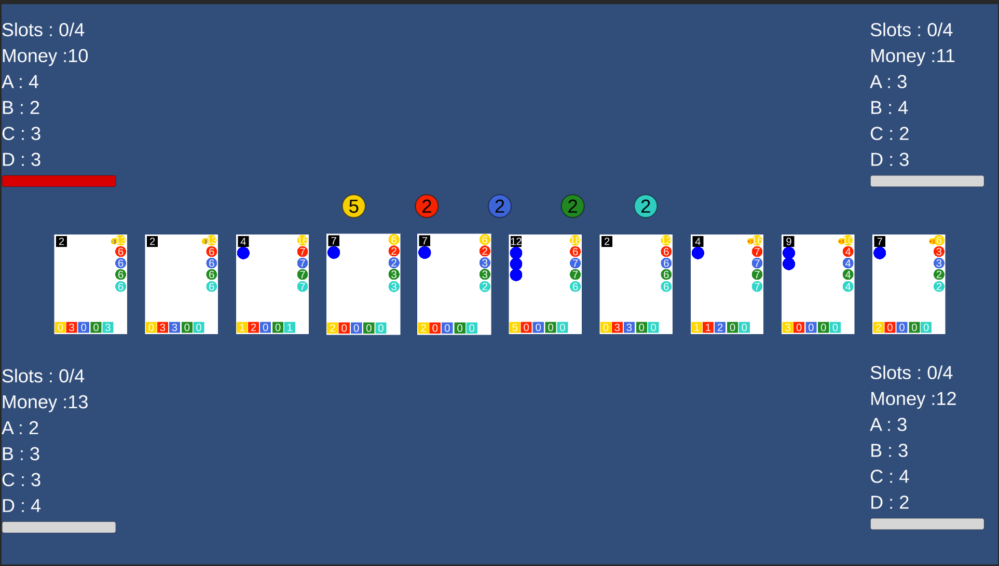 Slots : 0/4
Money :10
A : 4
B : 2
C : 3
D : 3
Slots : 0/4
Money :11
A : 3
B : 4
C : 2
D : 3
5 2 2 2 2
2 -1 13
6
6
6
6
0 3 0 0 3
2 -1 13
6
6
6
6
0 3 3 0 0
4 16
7
7
7
7
1 2 0 0 1
7 6
2
2
3
3
2 0 0 0 0
7 6
2
3
3
2
2 0 0 0 0
12 18
6
7
7
6
5 0 0 0 0
2 13
6
6
6
6
0 3 3 0 0
4 +1 16
7
7
7
7
1 1 2 0 0
9 +1 10
4
4
4
4
3 0 0 0 0
7 +1 6
3
3
2
2
2 0 0 0 0
Slots : 0/4
Money :13
A : 2
B : 3
C : 3
D : 4
Slots : 0/4
Money :12
A : 3
B : 3
C : 4
D : 2